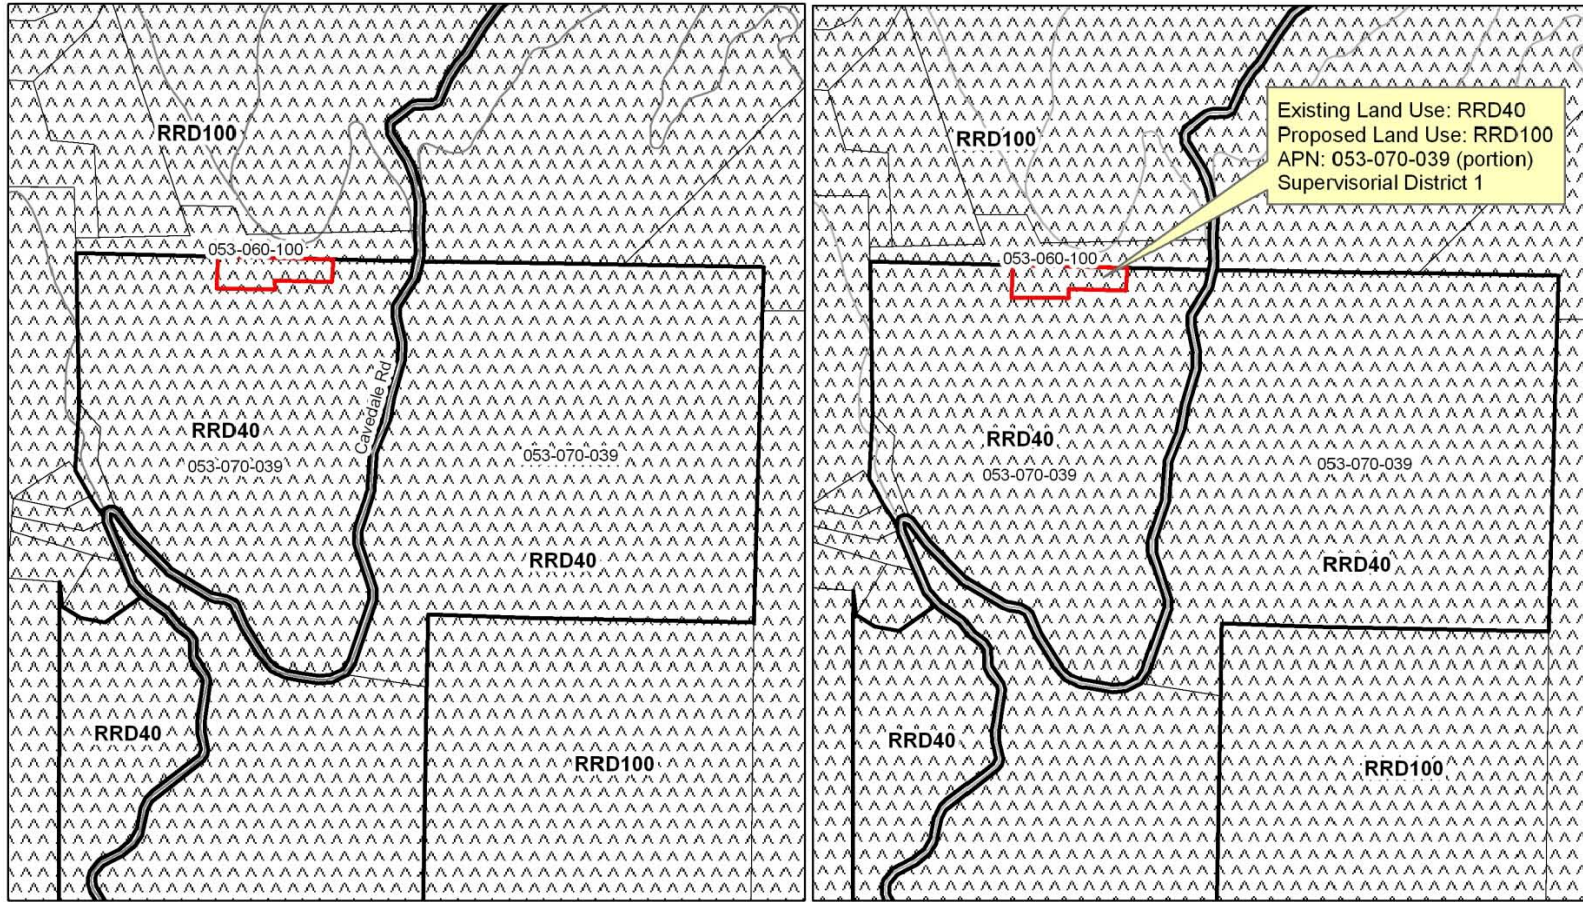 RRD100
053-060-100
Cavedale Rd
RRD40
053-070-039
053-070-039
RRD40
RRD40
RRD100
Existing Land Use: RRD40
Proposed Land Use: RRD100
APN: 053-070-039 (portion)
Supervisorial District 1
RRD100
053-060-100
RRD40
053-070-039
053-070-039
RRD40
RRD40
RRD100